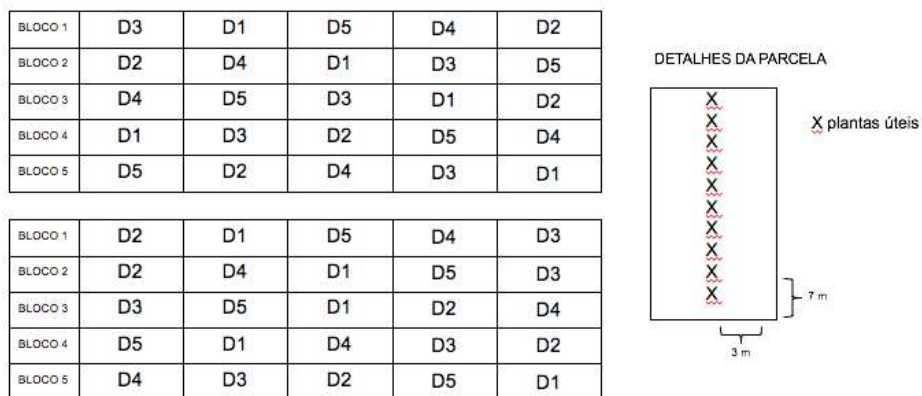 BLOCO 1 D3 D1 D5 D4 D2
BLOCO 2 D2 D4 D1 D3 D5
BLOCO 3 D4 D5 D3 D1 D2
BLOCO 4 D1 D3 D2 D5 D4
BLOCO 5 D5 D2 D4 D3 D1
BLOCO 1 D2 D1 D5 D4 D3
BLOCO 2 D2 D4 D1 D5 D3
BLOCO 3 D3 D5 D1 D2 D4
BLOCO 4 D5 D1 D4 D3 D2
BLOCO 5 D4 D3 D2 D5 D1
DETALHES DA PARCELA
X
X
X
X
X
X
X
X
X
X
X plantas úteis
7 m
3 m